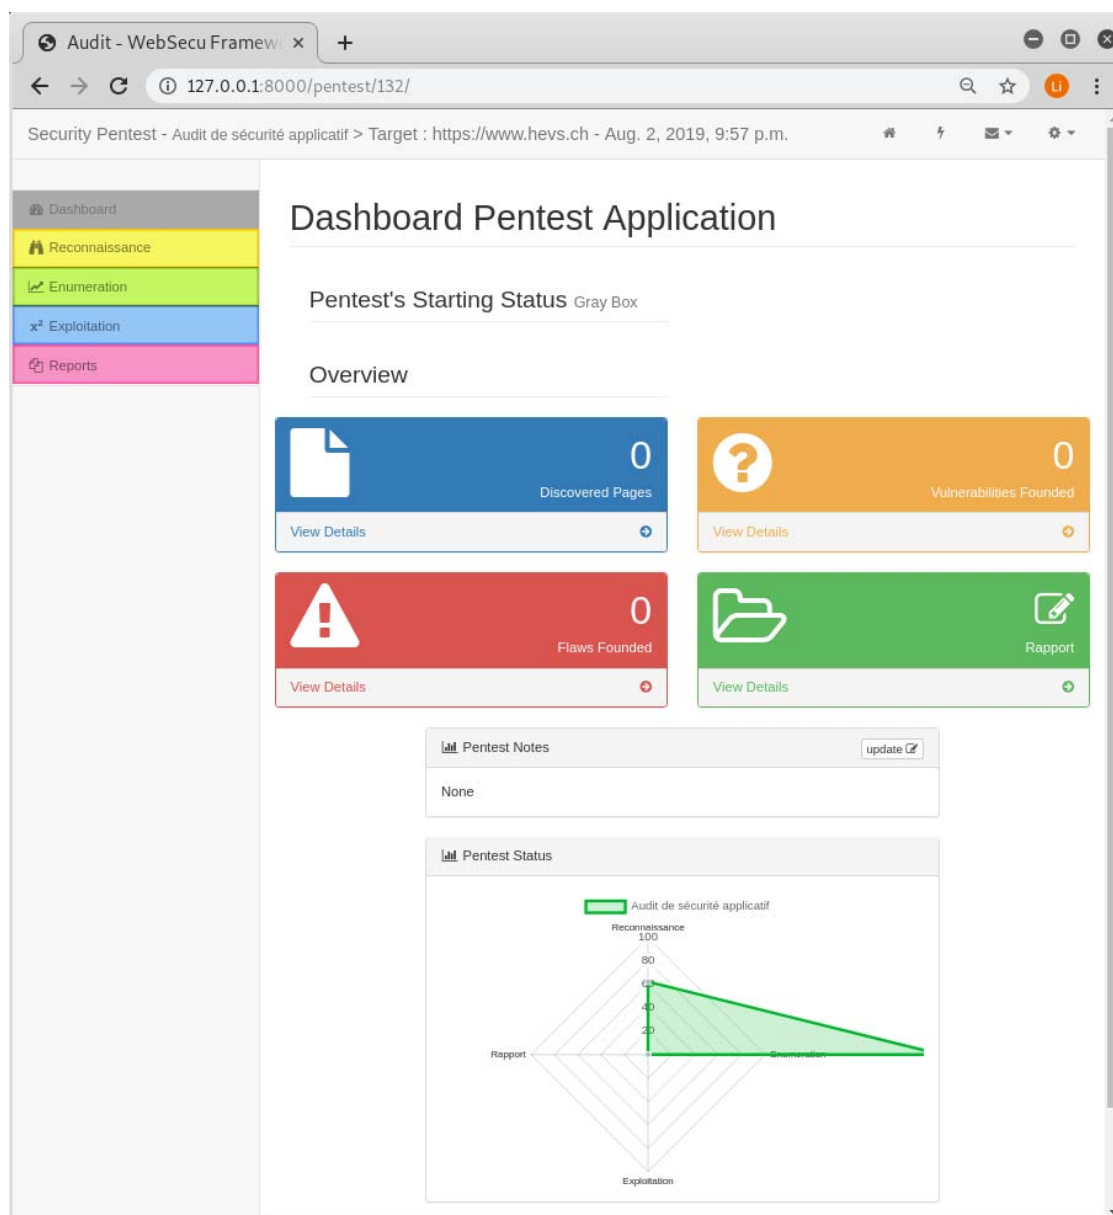 Audit - WebSecu Framew
127.0.0.1:8000/pentest/132/
Li
Security Pentest - Audit de sécurité applicatif > Target : https://www.hevs.ch - Aug. 2, 2019, 9:57 p.m.
Dashboard
Reconnaissance
Enumeration
x² Exploitation
Reports
Dashboard Pentest Application
Pentest's Starting Status Gray Box
Overview
0
Discovered Pages
View Details
0
Vulnerabilities Founded
View Details
0
Flaws Founded
View Details
Rapport
View Details
Pentest Notes
update
None
Pentest Status
Audit de sécurité applicatif
Reconnaissance
100
80
60
40
20
Rapport
Enumeration
Exploitation